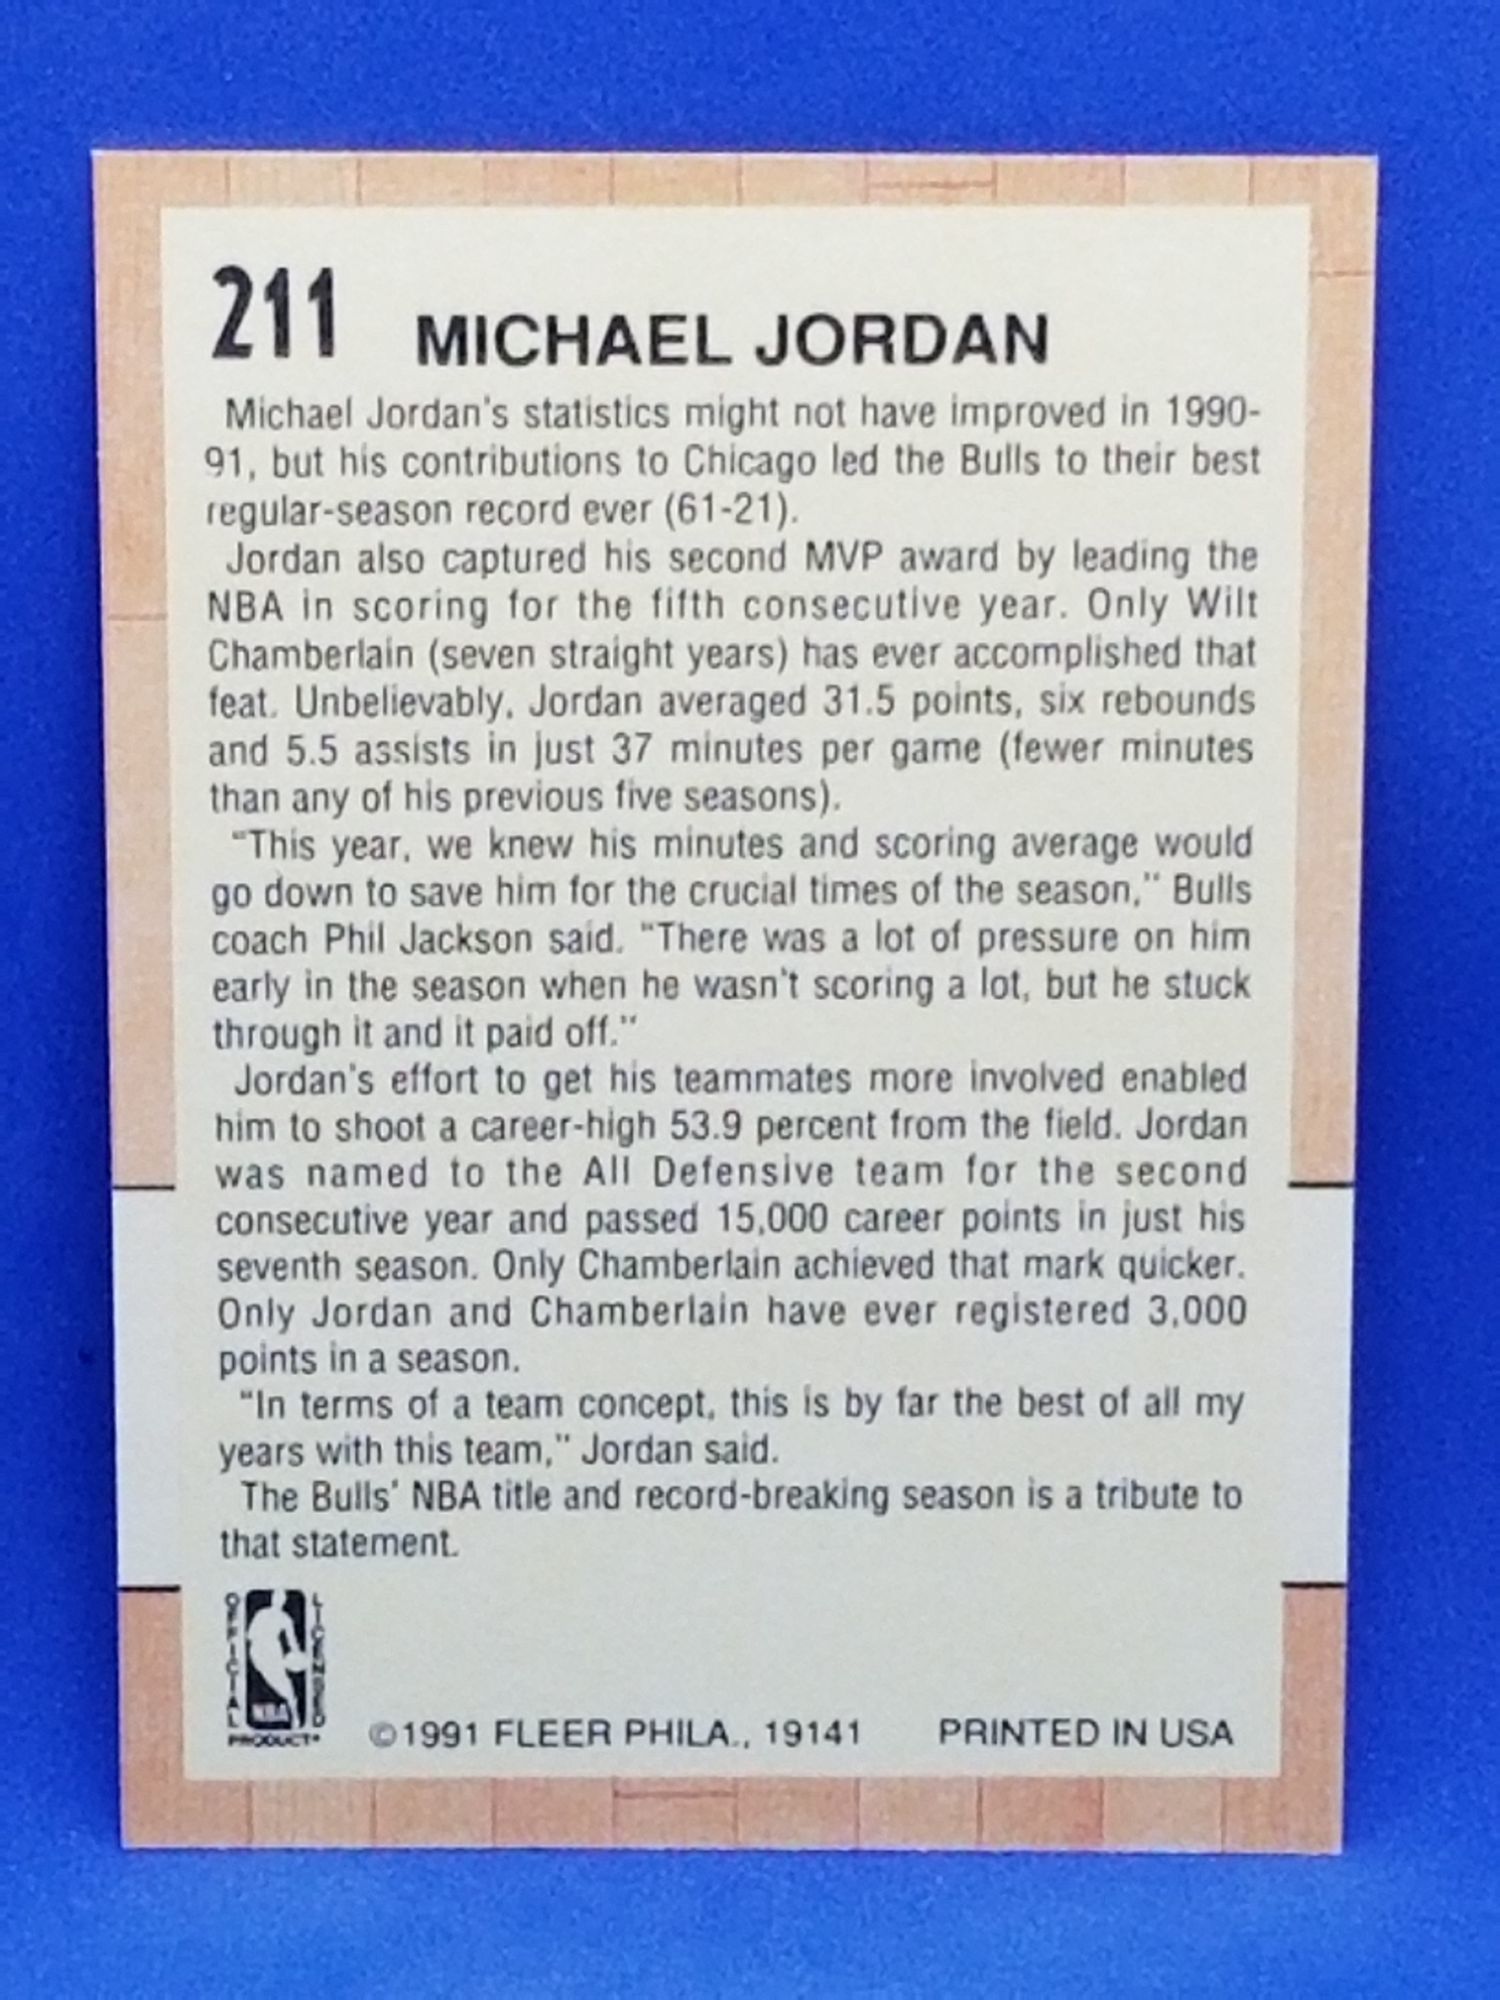 211
MICHAEL JORDAN
Michael Jordan's statistics might not have improved in 1990-
91, but his contributions to Chicago led the Bulls to their best
regular-season record ever (61-21).
Jordan also captured his second MVP award by leading the
NBA in scoring for the fifth consecutive year. Only Wilt
Chamberlain (seven straight years) has ever accomplished that
feat. Unbelievably, Jordan averaged 31.5 points, six rebounds
and 5.5 assists in just 37 minutes per game (fewer minutes
than any of his previous five seasons).
"This year, we knew his minutes and scoring average would
go down to save him for the crucial times of the season," Bulls
coach Phil Jackson said. "There was a lot of pressure on him
early in the season when he wasn't scoring a lot, but he stuck
through it and it paid off."
Jordan's effort to get his teammates more involved enabled
him to shoot a career-high 53.9 percent from the field. Jordan
was named to the All Defensive team for the second
consecutive year and passed 15,000 career points in just his
seventh season. Only Chamberlain achieved that mark quicker.
Only Jordan and Chamberlain have ever registered 3,000
points in a season.
"In terms of a team concept, this is by far the best of all my
years with this team," Jordan said.
The Bulls' NBA title and record-breaking season is a tribute to
that statement.
OFFICIAL
LICENSED
NBA
PRODUCT
©1991 FLEER PHILA., 19141 PRINTED IN USA